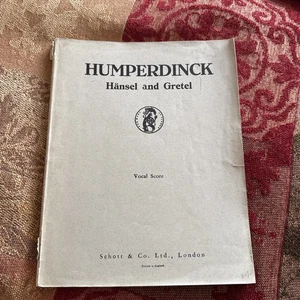 HUMPERDINCK
Hänsel and Gretel
Vocal Score
Schott & Co. Ltd., London